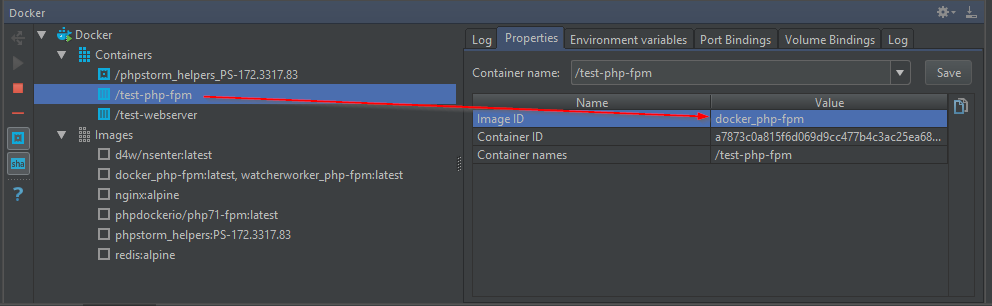 Docker
Docker
Containers
/phpstorm_helpers_PS-172.3317.83
/test-php-fpm
/test-webserver
Images
d4w/nsenter:latest
docker_php-fpm:latest, watcherworker_php-fpm:latest
nginx:alpine
phpdockerio/php71-fpm:latest
phpstorm_helpers:PS-172.3317.83
redis:alpine
sha
?
Log Properties Environment variables Port Bindings Volume Bindings Log
Container name: /test-php-fpm Save
Name Value
Image ID docker_php-fpm
Container ID a7873c0a815f6d069d9cc477b4c3ac25ea68...
Container names /test-php-fpm